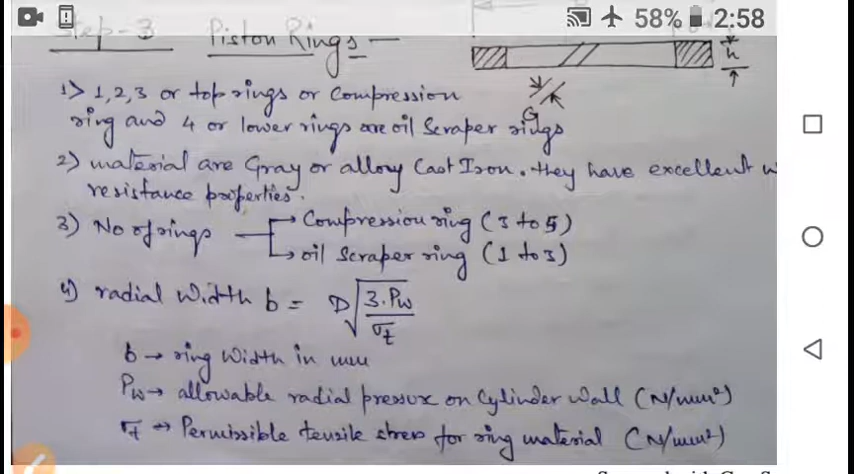 58% 2:58
Step-3 Piston Rings -
h
G
1) 1,2,3 or top rings or Compression
ring and 4 or lower rings are oil Scraper rings
2) material are Gray or alloy Cast Iron. they have excellent w
resistance properties.
3) No of rings → Compression ring (3 to 5)
→ oil Scraper ring (1 to 3)
4) radial width b = D√(3.Pw/σt)
b → ring width in mm
Pw → allowable radial pressure on cylinder wall (N/mm²)
σt → Permissible tensile stress for ring material (N/mm²)